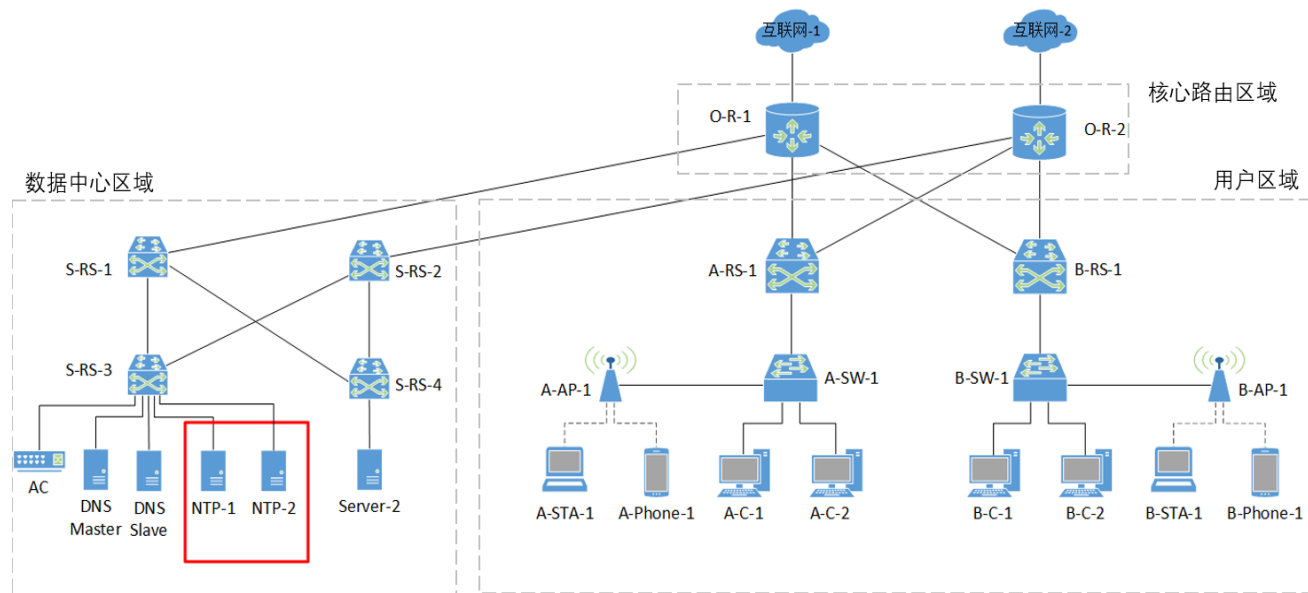 互联网-1
互联网-2
核心路由区域
O-R-1
O-R-2
数据中心区域
用户区域
S-RS-1
S-RS-2
A-RS-1
B-RS-1
S-RS-3
S-RS-4
A-AP-1
A-SW-1
B-SW-1
B-AP-1
AC
DNS
Master
DNS
Slave
NTP-1
NTP-2
Server-2
A-STA-1
A-Phone-1
A-C-1
A-C-2
B-C-1
B-C-2
B-STA-1
B-Phone-1